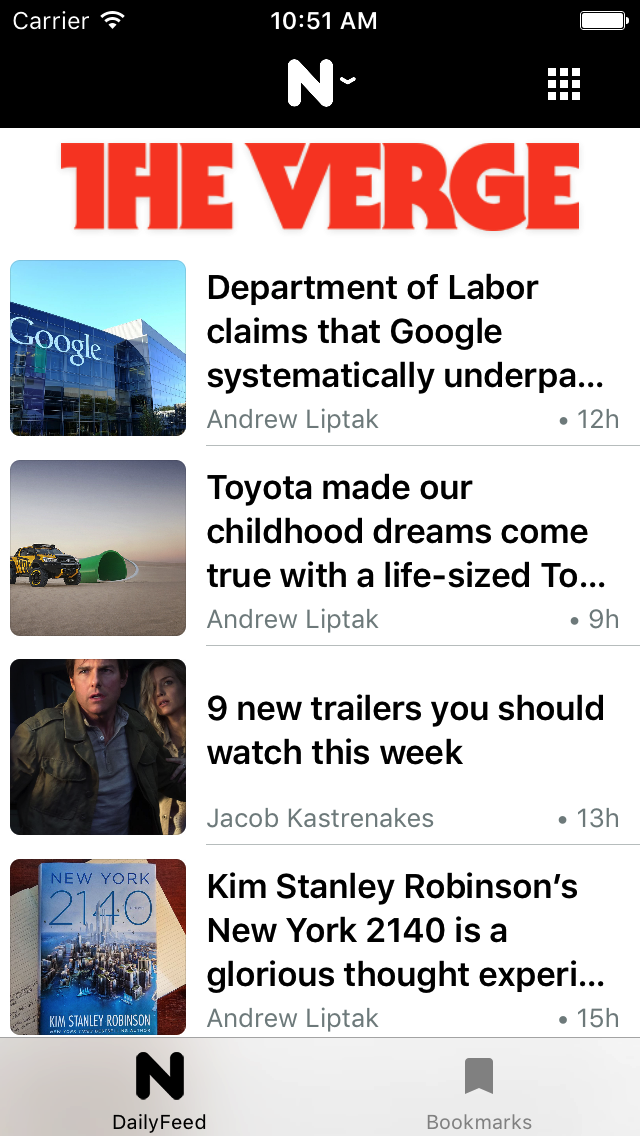 Carrier
10:51 AM
N
THE VERGE
Google
Department of Labor
claims that Google
systematically underpa...
Andrew Liptak
• 12h
Toyota made our
childhood dreams come
true with a life-sized To...
Andrew Liptak
• 9h
9 new trailers you should
watch this week
Jacob Kastrenakes
• 13h
NEW YORK
2140
KIM STANLEY ROBINSON
Kim Stanley Robinson’s
New York 2140 is a
glorious thought experi...
Andrew Liptak
• 15h
N
DailyFeed
Bookmarks